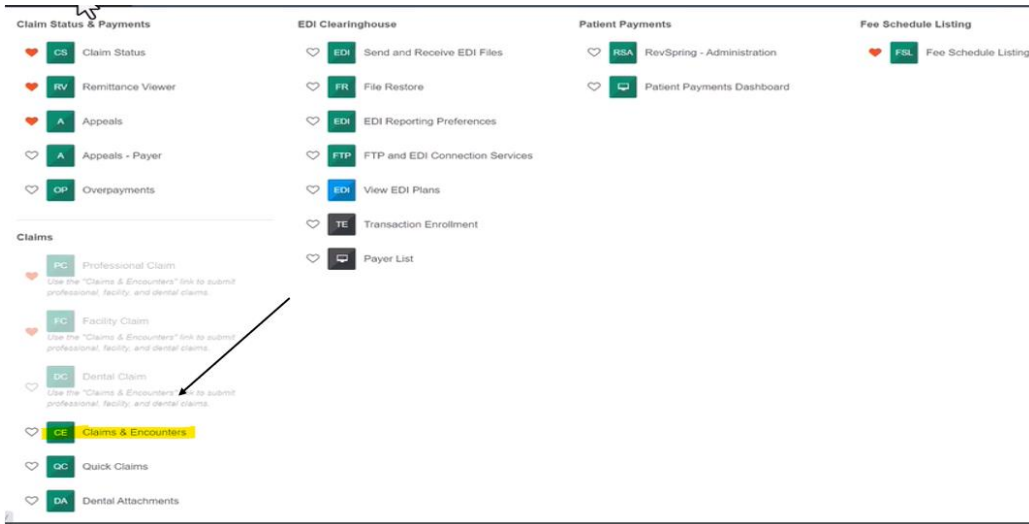 Claim Status & Payments
CS Claim Status
RV Remittance Viewer
A Appeals
A Appeals - Payer
OP Overpayments
Claims
PC Professional Claim
Use the "Claims & Encounters" link to submit
professional, facility, and dental claims.
FC Facility Claim
Use the "Claims & Encounters" link to submit
professional, facility, and dental claims.
DC Dental Claim
Use the "Claims & Encounters" link to submit
professional, facility, and dental claims.
CE Claims & Encounters
QC Quick Claims
DA Dental Attachments
EDI Clearinghouse
EDI Send and Receive EDI Files
FR File Restore
EDI EDI Reporting Preferences
FTP FTP and EDI Connection Services
EDI View EDI Plans
TE Transaction Enrollment
Payer List
Patient Payments
RSA RevSpring - Administration
Patient Payments Dashboard
Fee Schedule Listing
FSL Fee Schedule Listing